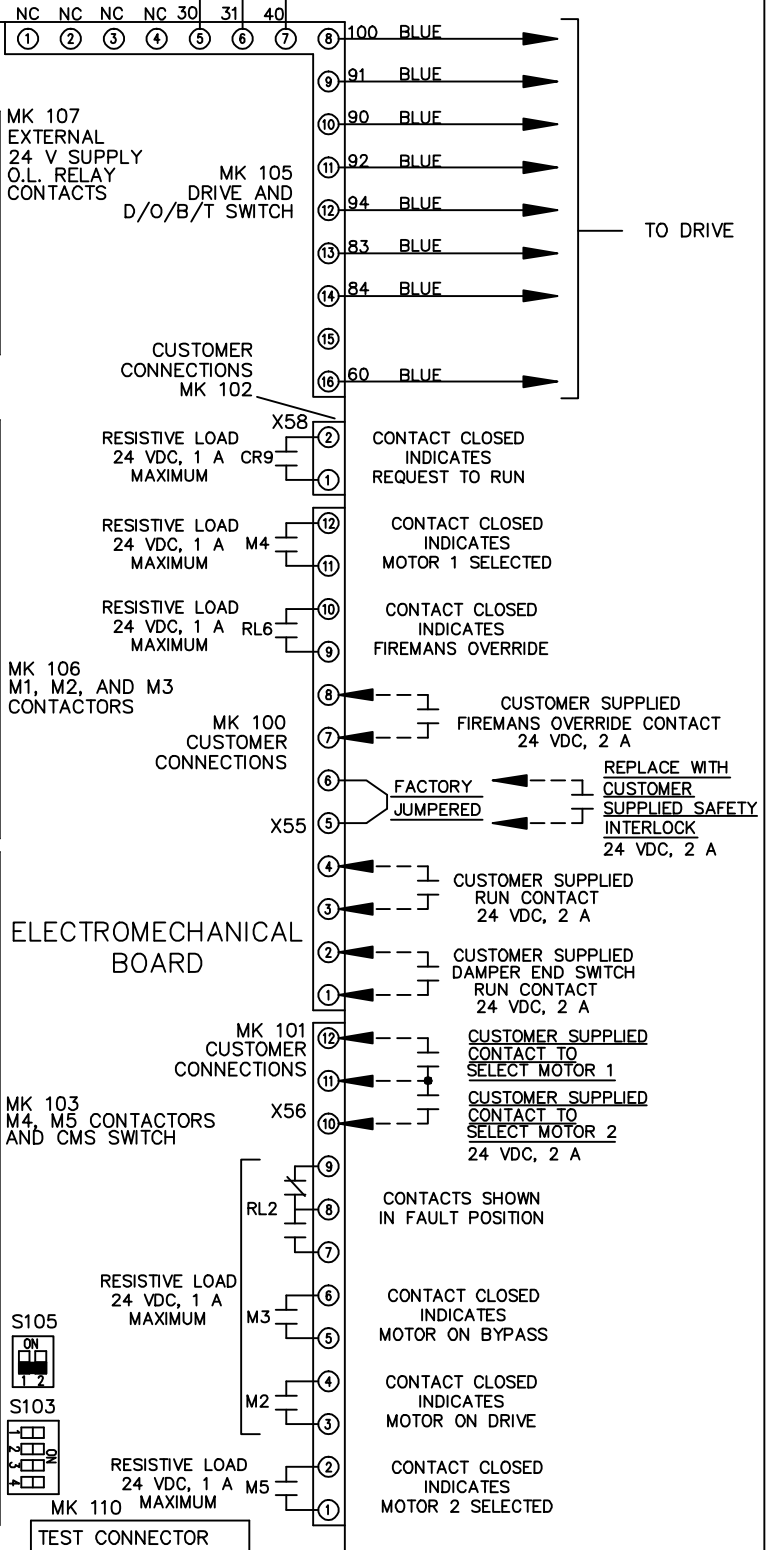 NC NC NC NC 30 31 40
1 2 3 4 5 6 7 8 100 BLUE
9 91 BLUE
10 90 BLUE
11 92 BLUE
12 94 BLUE
13 83 BLUE
14 84 BLUE
15
16 60 BLUE
TO DRIVE
MK 107
EXTERNAL
24 V SUPPLY
O.L. RELAY
CONTACTS
MK 105
DRIVE AND
D/O/B/T SWITCH
CUSTOMER
CONNECTIONS
MK 102
X58
2
1
RESISTIVE LOAD
24 VDC, 1 A CR9
MAXIMUM
CONTACT CLOSED
INDICATES
REQUEST TO RUN
12
11
RESISTIVE LOAD
24 VDC, 1 A M4
MAXIMUM
CONTACT CLOSED
INDICATES
MOTOR 1 SELECTED
10
9
RESISTIVE LOAD
24 VDC, 1 A RL6
MAXIMUM
CONTACT CLOSED
INDICATES
FIREMANS OVERRIDE
MK 106
M1, M2, AND M3
CONTACTORS
MK 100
CUSTOMER
CONNECTIONS
X55
8
7
CUSTOMER SUPPLIED
FIREMANS OVERRIDE CONTACT
24 VDC, 2 A
6
5
FACTORY
JUMPERED
REPLACE WITH
CUSTOMER
SUPPLIED SAFETY
INTERLOCK
24 VDC, 2 A
4
3
CUSTOMER SUPPLIED
RUN CONTACT
24 VDC, 2 A
ELECTROMECHANICAL
BOARD
2
1
CUSTOMER SUPPLIED
DAMPER END SWITCH
RUN CONTACT
24 VDC, 2 A
MK 101
CUSTOMER
CONNECTIONS
X56
12
11
10
CUSTOMER SUPPLIED
CONTACT TO
SELECT MOTOR 1
CUSTOMER SUPPLIED
CONTACT TO
SELECT MOTOR 2
24 VDC, 2 A
MK 103
M4, M5 CONTACTORS
AND CMS SWITCH
9
RL2 8
7
CONTACTS SHOWN
IN FAULT POSITION
RESISTIVE LOAD
24 VDC, 1 A
MAXIMUM
6
M3
5
CONTACT CLOSED
INDICATES
MOTOR ON BYPASS
4
M2
3
CONTACT CLOSED
INDICATES
MOTOR ON DRIVE
S105
ON
1 2
S103
1
2
3
4
ON
RESISTIVE LOAD
24 VDC, 1 A M5
MAXIMUM
2
1
CONTACT CLOSED
INDICATES
MOTOR 2 SELECTED
MK 110
TEST CONNECTOR